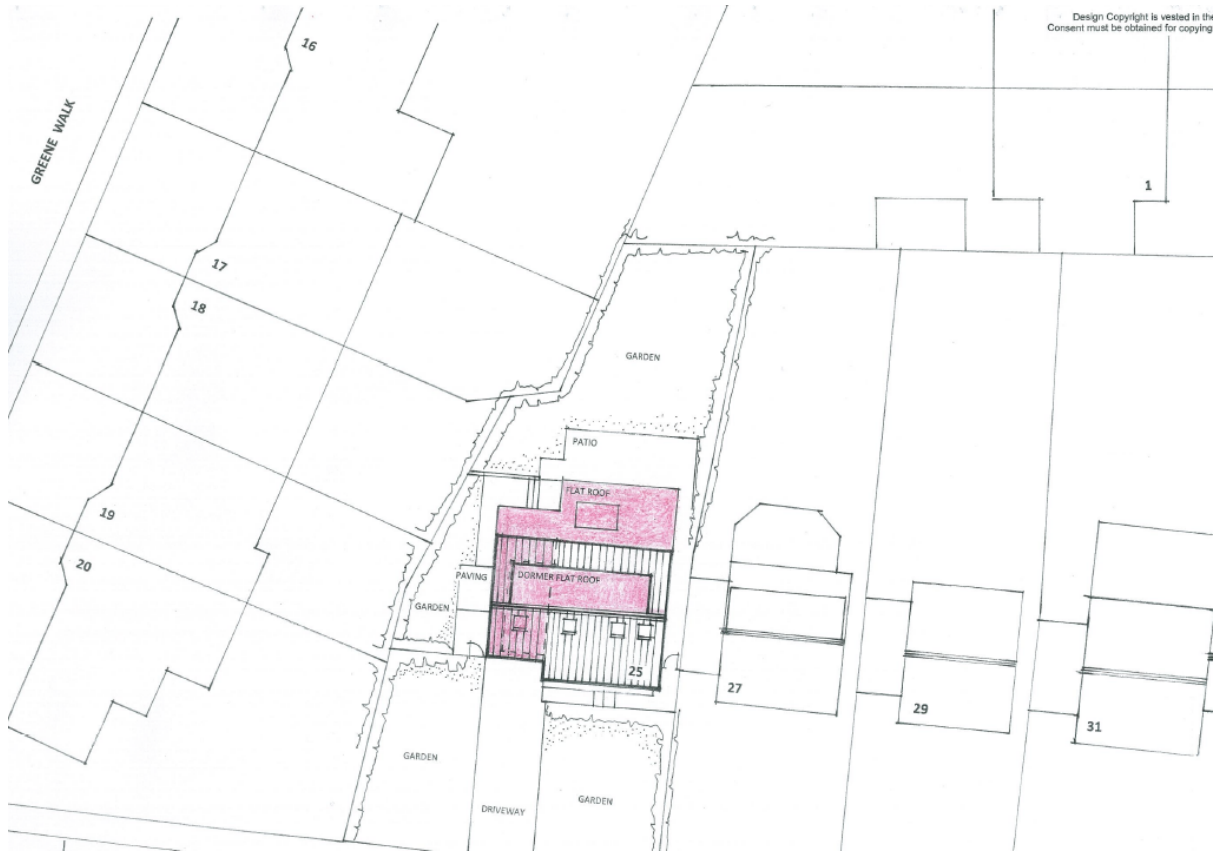 Design Copyright is vested in the
Consent must be obtained for copying
16
GREENE WALK
1
17
18
GARDEN
PATIO
FLAT ROOF
19
20
PAVING
DORMER FLAT ROOF
GARDEN
25
27
29
31
GARDEN
GARDEN
DRIVEWAY